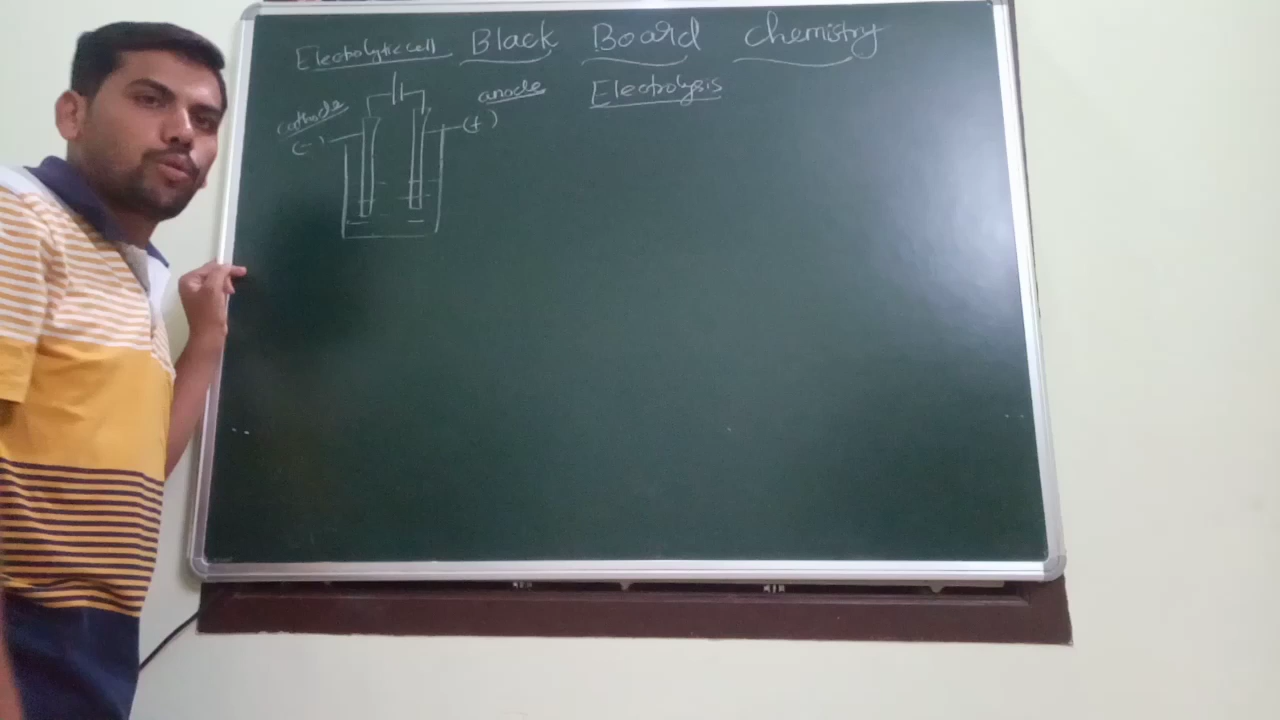 Electrolytic cell Black Board Chemistry
Electrolysis
cathode
(-)
anode
(+)